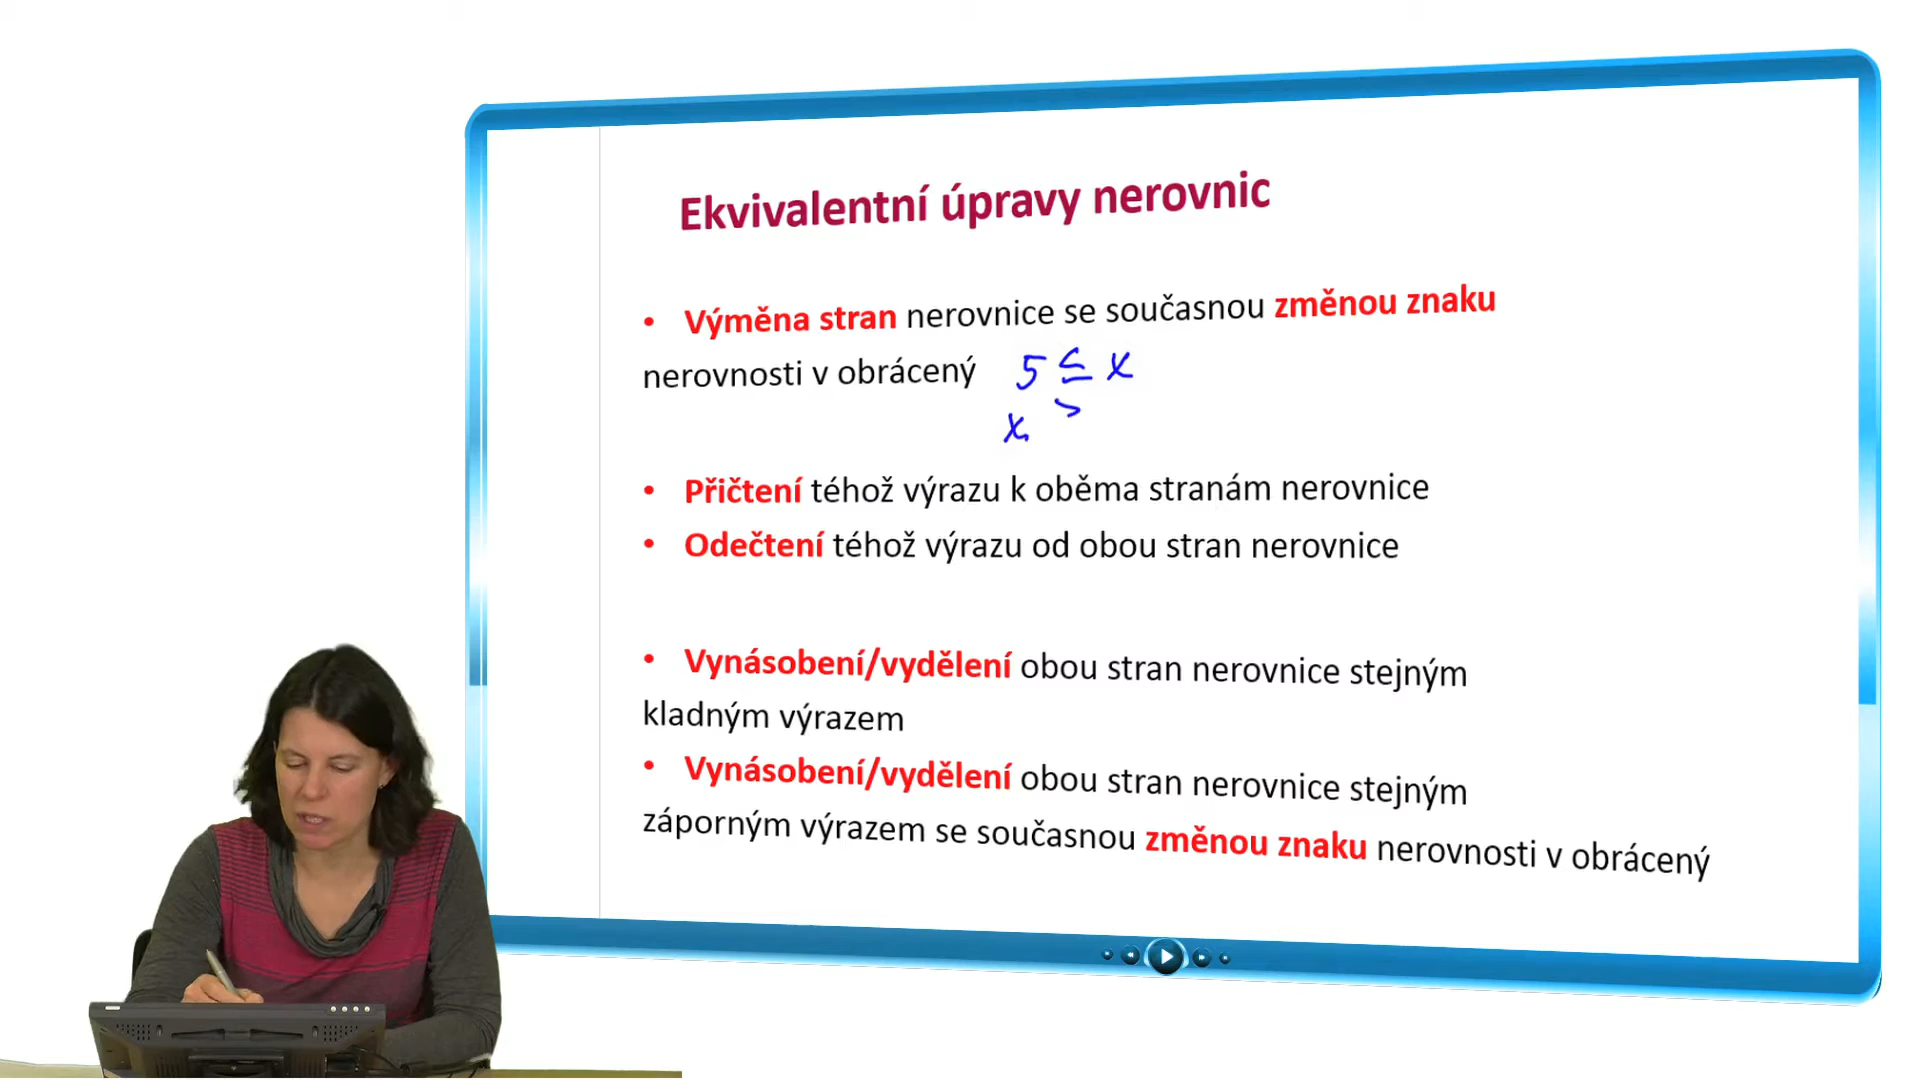 Ekvivalentní úpravy nerovnic
• Výměna stran nerovnice se současnou změnou znaku
nerovnosti v obrácený 5 ≤ x
x >
• Přičtení téhož výrazu k oběma stranám nerovnice
• Odečtení téhož výrazu od obou stran nerovnice
• Vynásobení/vydělení obou stran nerovnice stejným
kladným výrazem
• Vynásobení/vydělení obou stran nerovnice stejným
záporným výrazem se současnou změnou znaku nerovnosti v obrácený